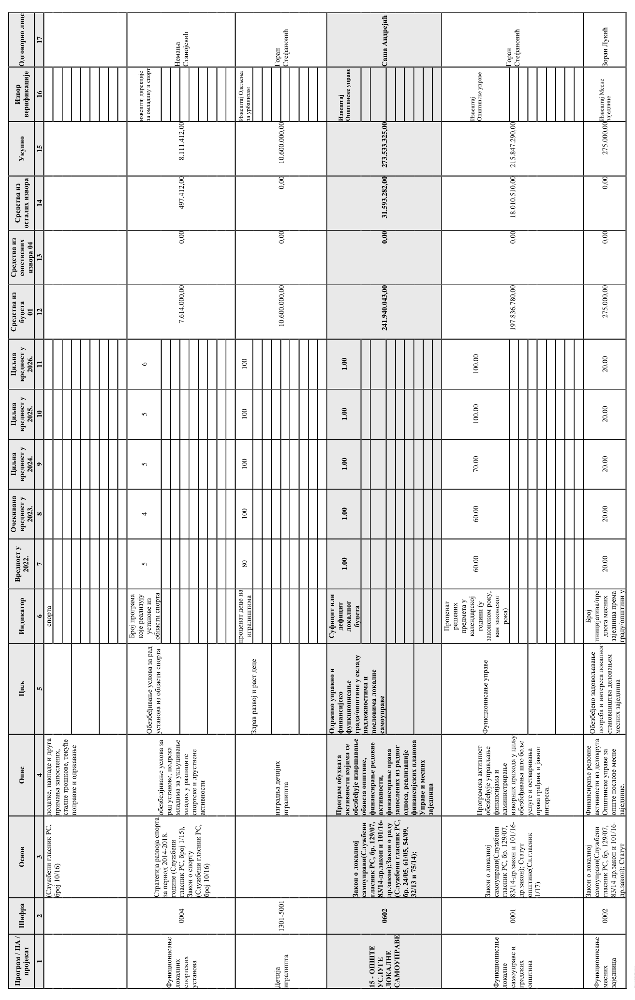 Програм / ПА /
пројекат
Шифра
Основ
Опис
Циљ
Индикатор
Вредност у
2022.
Очекивана
вредност у
2023.
Циљна
вредност у
2024.
Циљна
вредност у
2025.
Циљна
вредност у
2026.
Средства из
буџета
01
Средства из
сопствених
извора 04
Средства из
осталих извора
Укупно
Извор
верификације
Одговорно лице
1
2
3
4
5
6
7
8
9
10
11
12
13
14
15
16
17
(Службени гласник РС,
број 10/16)
додатке, накнаде и друга
примања запослених,
сталне трошкове, текуће
поправке и одржавање
спорта
Функционисање
локалних
спортских
установа
0004
Стратегија развоја спорта
за период 2014-2018.
године (Службени
гласник РС, број 1/15),
Закон о спорту
(Службени гласник РС,
број 10/16)
обезбедјивање услова за
рад установе, подрска
младима за укључивање
младих у различите
спортске и друствене
активности
Обезбеђивање услова за рад
установа из области спорта
Број програма
које реализују
установе из
области спорта
5
4
5
5
6
7.614.000,00
0,00
497.412,00
8.111.412,00
извештај дирекције
за омладину и спорт
Немања
Станојевић
Дечија
игралишта
1301-5001
изградња дечијих
игралишта
Здрав развој и раст деце
проценат деце на
игралиштима
80
100
100
100
100
10.600.000,00
0,00
0,00
10.600.000,00
Извештај Одељења
за урбанизам
Горан
Стефановић
15 - ОПШТЕ
УСЛУГЕ
ЛОКАЛНЕ
САМОУПРАВЕ
0602
Закон о локалној
самоуправи(Службени
гласник РС, бр. 129/07,
83/14-др.закон и 101/16-
др.закон);Закон о раду
(Службени гласник РС,
бр. 24/05, 61/05, 54/09,
32/13 и 75/14);
Програм обухвата
активности којима се
обезбеђује извршавање
обавеза општине,
финансирање редовне
активности,
финансирање права
запослених из радног
односа, реализације
финансијских планова
Управе и месних
заједница
Одрживо управно и
финансијско
функционисање
града/општине у складу
надлежностима и
пословима локалне
самоуправе
Суфицит или
дефицит
локалног
буџета
1.00
1.00
1.00
1.00
1.00
241.940.043,00
0,00
31.593.282,00
273.533.325,00
Извештај
Општинске управе
Саша Андрејић
Функционисање
локалне
самоуправе и
градских
општина
0001
Закон о локалној
самоуправи(Службени
гласник РС, бр. 129/07,
83/14-др.закон и 101/16-
др.закон); Статут
општине(Сл.гласник
1/17)
Програмска активност
обезбеђује управљање
финансијама и
администрирање
изворних прихода у циљу
обезбеђивања што боље
услуге и остваривања
права грађана и јавног
интереса.
Функционисање управе
Проценат
решених
предмета у
календарској
години (у
законском року,
ван законског
рока)
60.00
60.00
70.00
100.00
100.00
197.836.780,00
0,00
18.010.510,00
215.847.290,00
Извештај
Општинске управе
Горан
Стефановић
Функционисање
месних
заједница
0002
Закон о локалној
самоуправи(Службени
гласник РС, бр. 129/07,
83/14-др.закон и 101/16-
др.закон); Статут
Финансирање редовне
активности из делокруга
Општинске управе за
опште послове-месне
заједнице.
Обезбеђено задовољавање
потреба и интереса локалног
становништва деловањем
месних заједница
Број
иницијатива/пре
длога месних
заједница према
граду/општини у
20.00
20.00
20.00
20.00
20.00
275.000,00
0,00
0,00
275.000,00
Извештај Месне
заједнице
Зоран Лукић